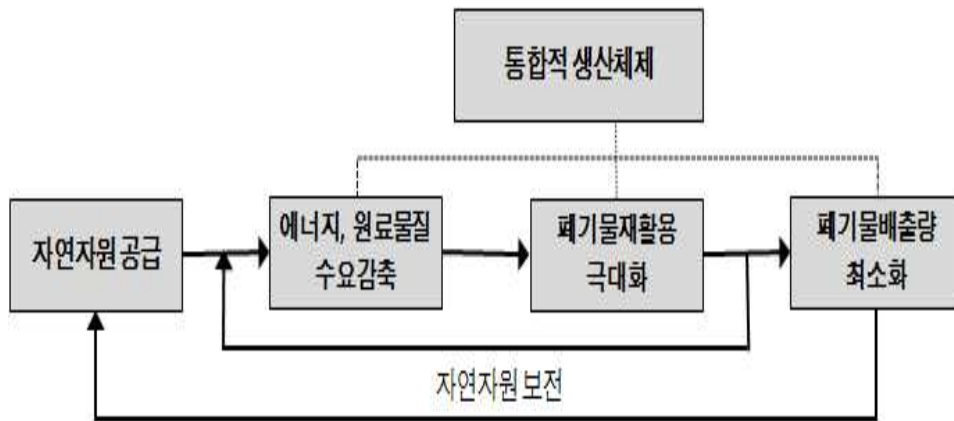 통합적 생산체제
자연자원 공급
에너지, 원료물질
수요감축
폐기물재활용
극대화
폐기물배출량
최소화
자연자원 보전